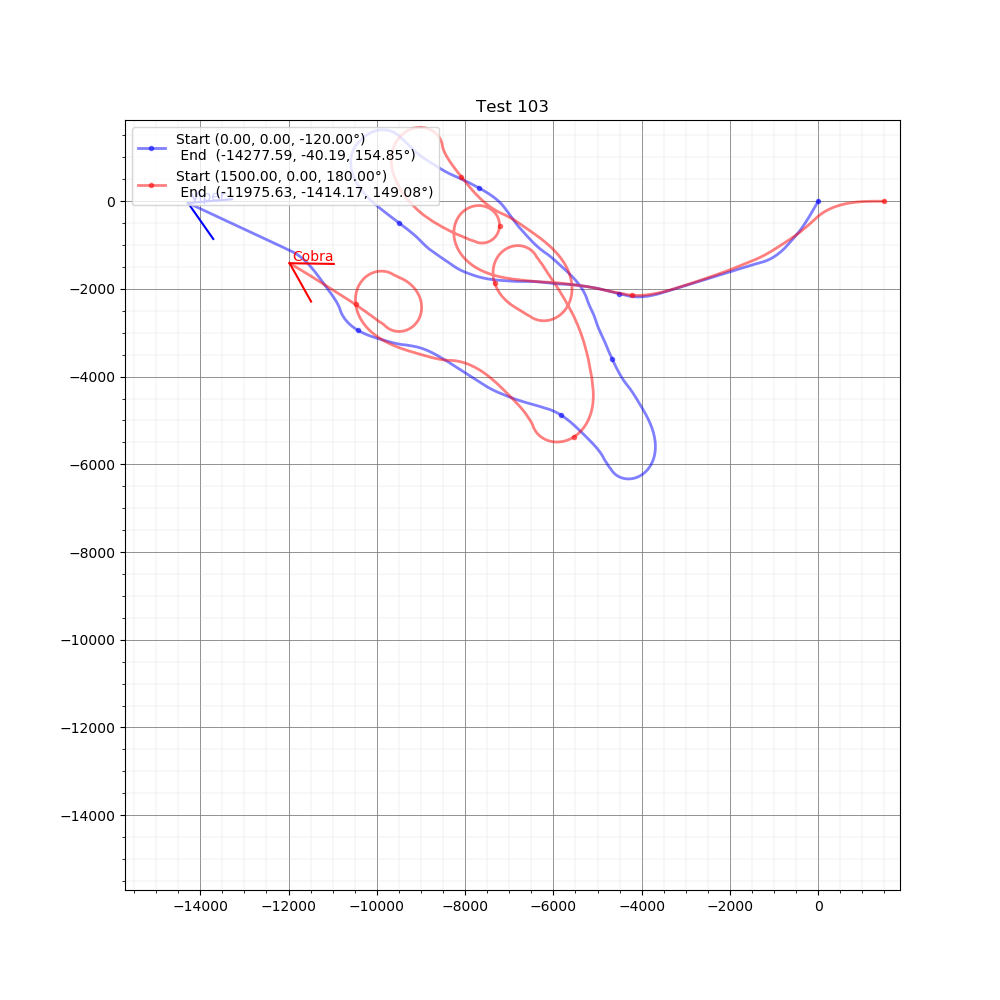 Test 103
Start (0.00, 0.00, -120.00°)
End (-14277.59, -40.19, 154.85°)
Start (1500.00, 0.00, 180.00°)
End (-11975.63, -1414.17, 149.08°)
Cobra
0
−2000
−4000
−6000
−8000
−10000
−12000
−14000
−14000 −12000 −10000 −8000 −6000 −4000 −2000 0